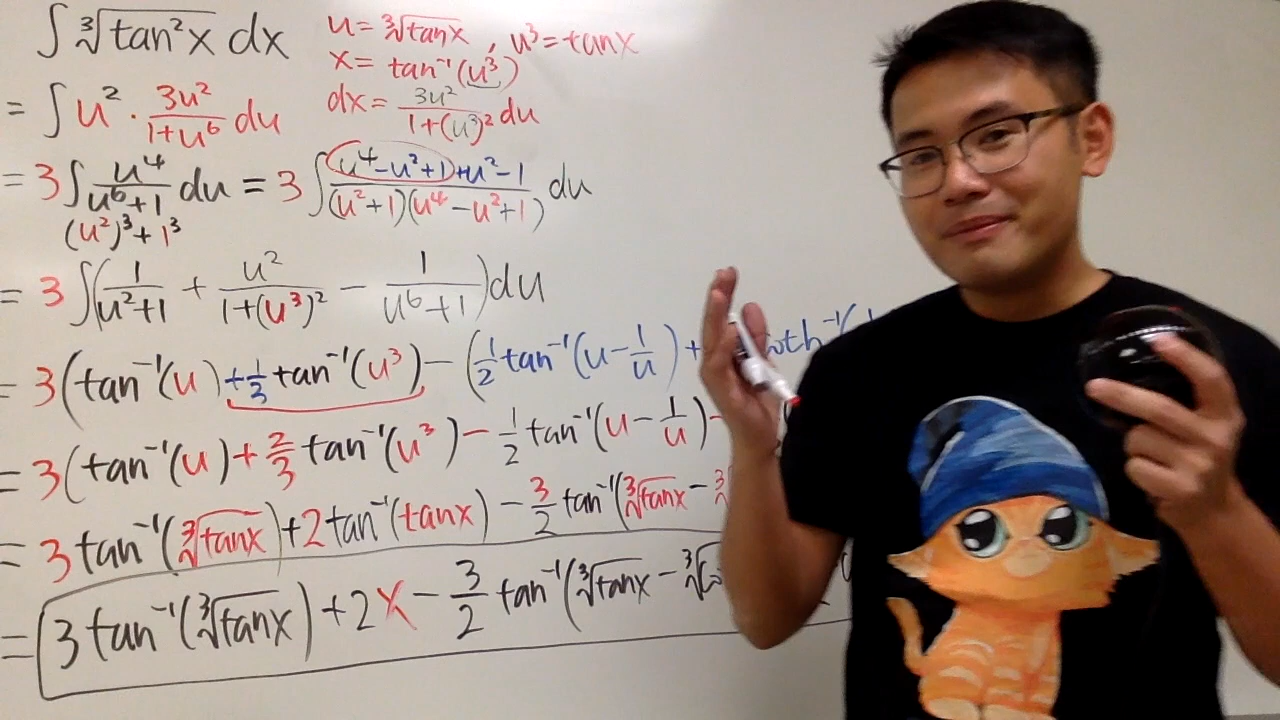 ∫ ∛(tan²x) dx
u = ∛(tanx) , u³ = tanx
x = tan⁻¹(u³)
dx = 3u²/(1+(u³)²) du
= ∫ u² · 3u²/(1+u⁶) du
= 3 ∫ u⁴/(u⁶+1) du = 3 ∫ (u⁴-u²+1+u²-1)/((u²+1)(u⁴-u²+1)) du
(u²)³+1³
= 3 ∫(1/(u²+1) + u²/(1+(u³)²) - 1/(u⁶+1))du
= 3(tan⁻¹(u) + 1/3 tan⁻¹(u³) - (1/2 tan⁻¹(u - 1/u) +
= 3(tan⁻¹(u) + 2/3 tan⁻¹(u³) - 1/2 tan⁻¹(u - 1/u) -
= 3 tan⁻¹(∛(tanx)) + 2 tan⁻¹(tanx) - 3/2 tan⁻¹(∛(tanx) -
= 3 tan⁻¹(∛(tanx)) + 2x - 3/2 tan⁻¹(∛(tanx) -